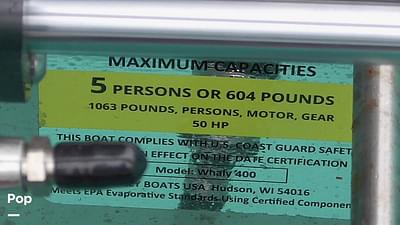 MAXIMUM CAPACITIES
5 PERSONS OR 604 POUNDS
1063 POUNDS, PERSONS, MOTOR, GEAR
50 HP
THIS BOAT COMPLIES WITH U.S. COAST GUARD SAFET
N EFFECT ON THE DATE CERTIFICATION
Model: Whaly 400
BOATS USA Hudson, WI 54016
Meets EPA Evaporative Standards Using Certified Componen
Pop